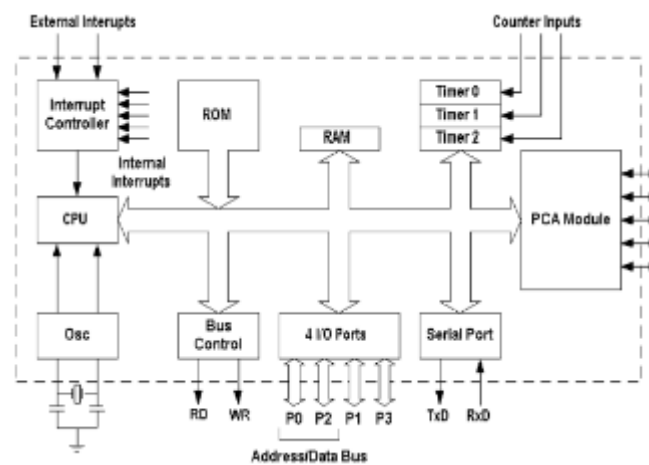 External Interupts
Counter Inputs
Interrupt
Controller
ROM
RAM
Timer 0
Timer 1
Timer 2
Internal
Interrupts
CPU
PCA Module
Osc
Bus
Control
4 I/O Ports
Serial Port
RD
WR
P0
P2
P1
P3
TxD
RxD
Address/Data Bus